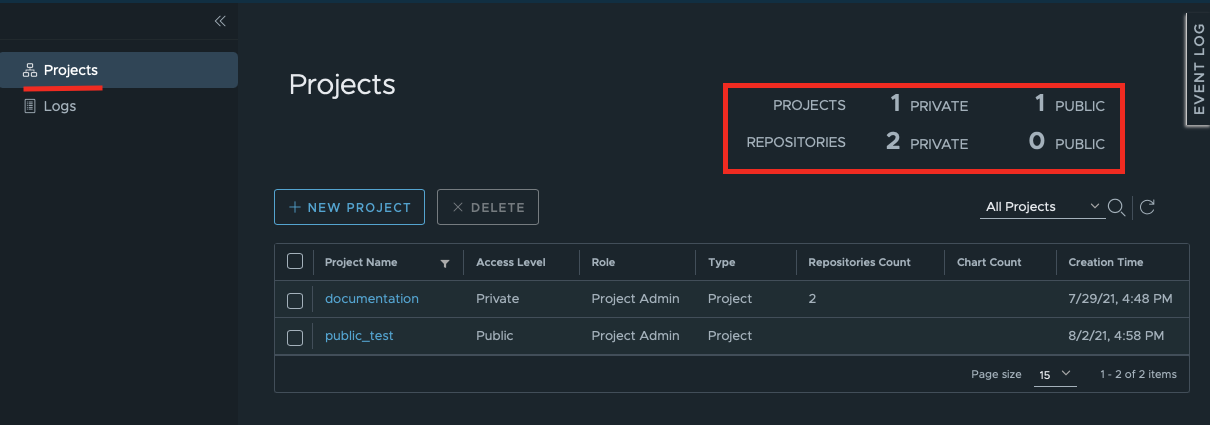 Projects
Logs
Projects
PROJECTS 1 PRIVATE 1 PUBLIC
REPOSITORIES 2 PRIVATE 0 PUBLIC
EVENT LOG
NEW PROJECT DELETE All Projects
Project Name Access Level Role Type Repositories Count Chart Count Creation Time
documentation Private Project Admin Project 2 7/29/21, 4:48 PM
public_test Public Project Admin Project 8/2/21, 4:58 PM
Page size 15 1 - 2 of 2 items